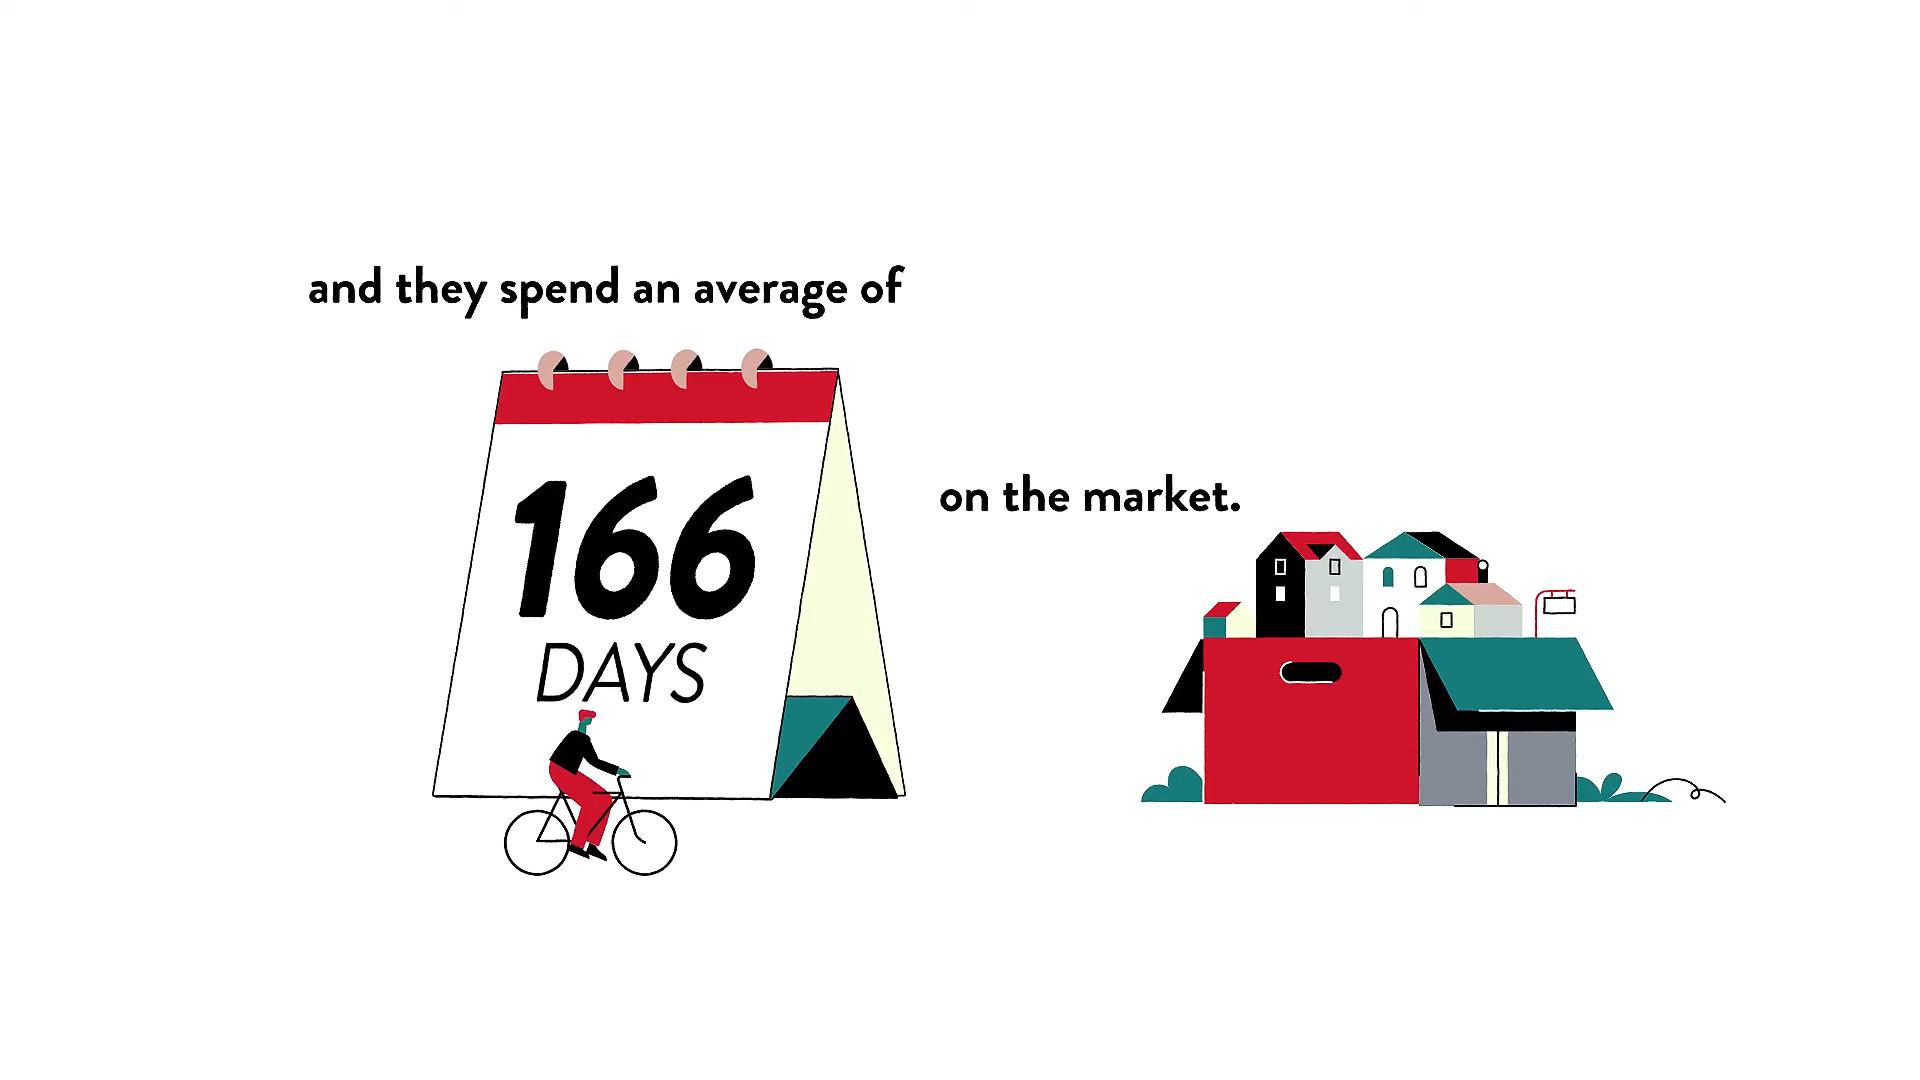 and they spend an average of
166
DAYS
on the market.